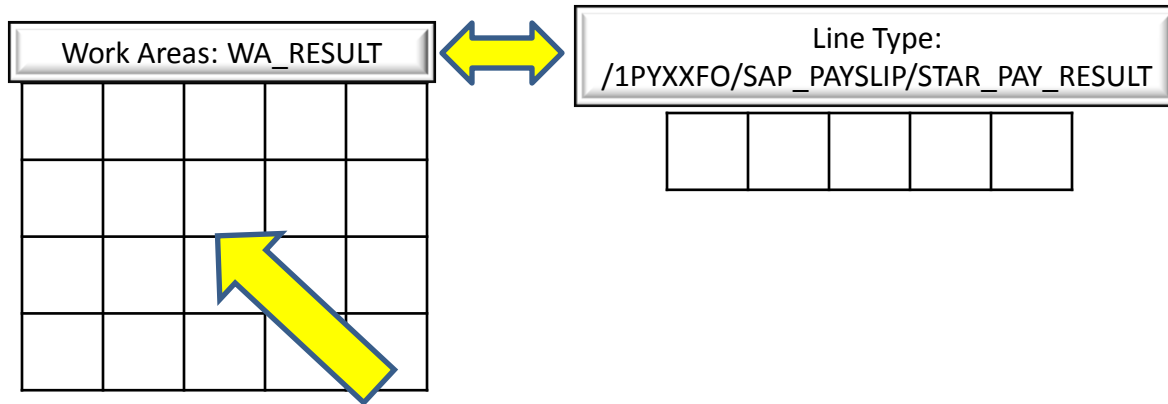 Work Areas: WA_RESULT
Line Type:
/1PYXXFO/SAP_PAYSLIP/STAR_PAY_RESULT